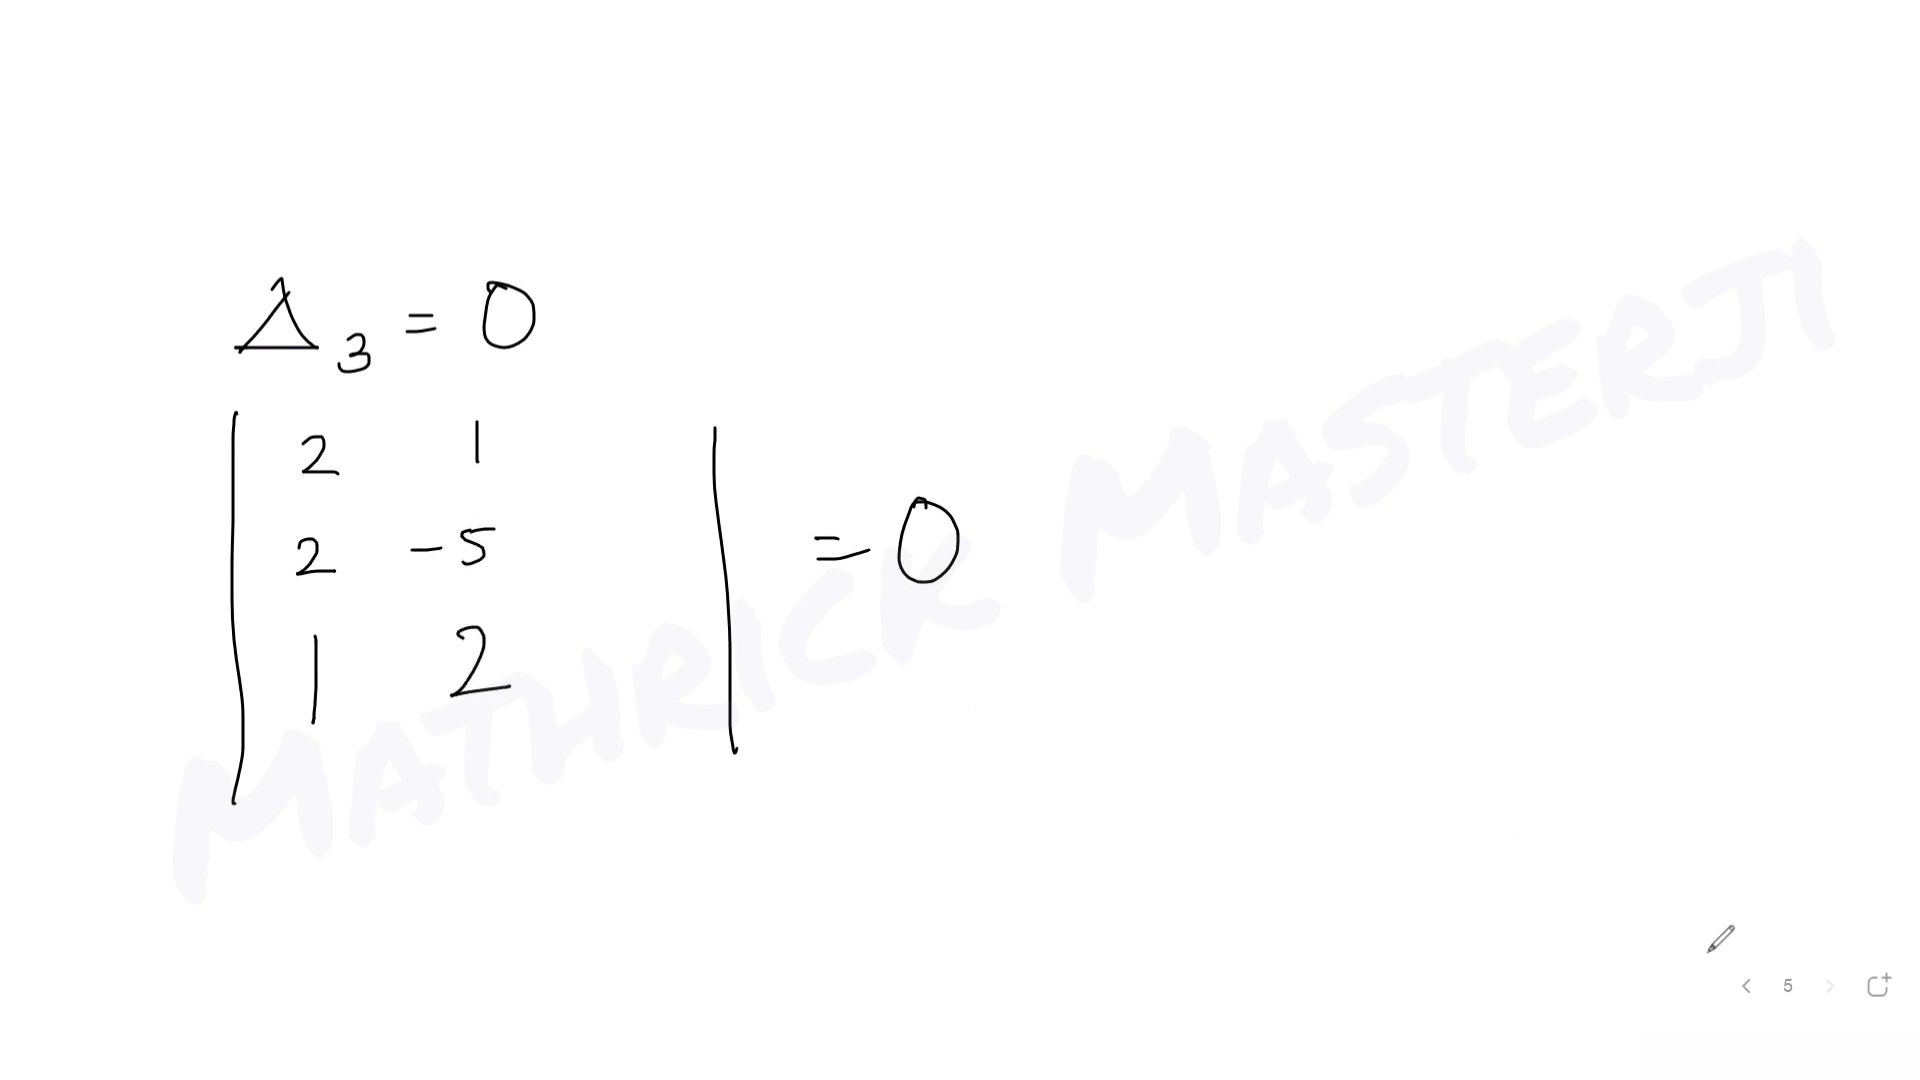 Δ₃ = 0
| 2 1 |
| 2 -5 | = 0
| 1 2 |
MATHRICK MASTERJI
< 5 >